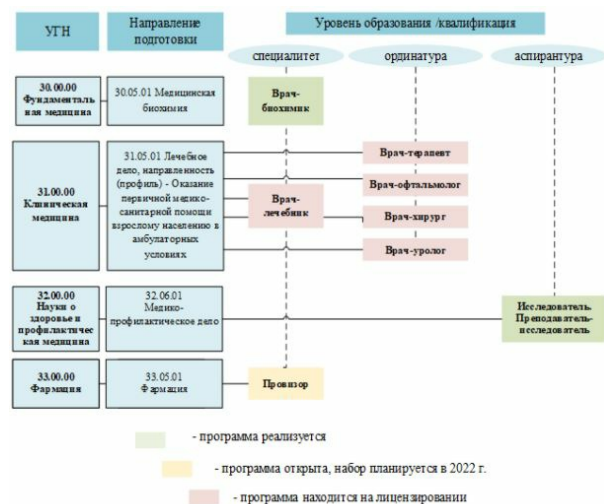 УГН
Направление
подготовки
Уровень образования /квалификация
специалитет
ординатура
аспирантура
30.00.00
Фундаменталь
ная медицина
30.05.01 Медицинская
биохимия
Врач-
биохимик
31.00.00
Клиническая
медицина
31.05.01 Лечебное
дело, направленность
(профиль) - Оказание
первичной медико-
санитарной помощи
взрослому населению в
амбулаторных
условиях
Врач-
лечебник
Врач-терапевт
Врач-офтальмолог
Врач-хирург
Врач-уролог
32.00.00
Науки о
здоровье и
профилактичес
кая медицина
32.06.01
Медико-
профилактическое дело
Исследователь.
Преподаватель-
исследователь
33.00.00
Фармация
33.05.01
Фармация
Провизор
- программа реализуется
- программа открыта, набор планируется в 2022 г.
- программа находится на лицензировании